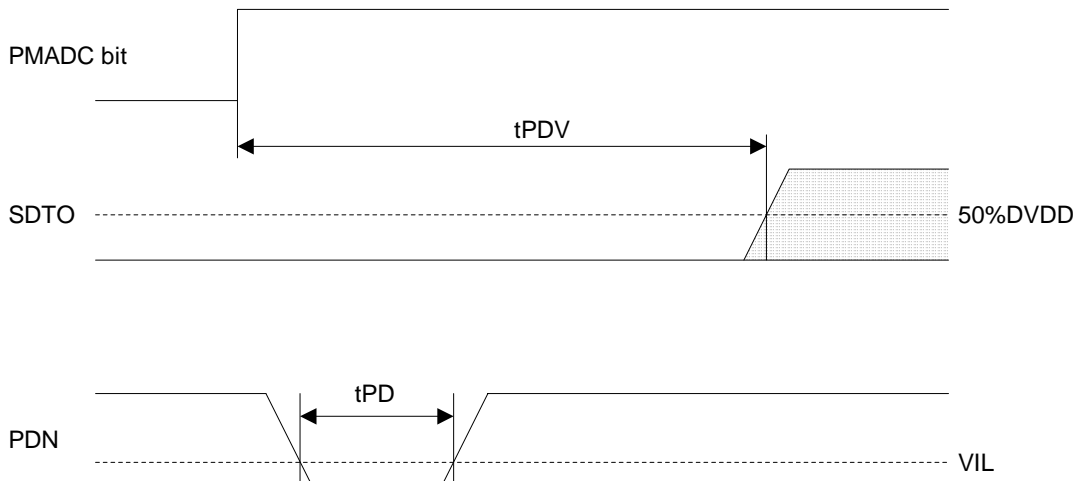 PMADC bit
tPDV
SDTO
50%DVDD
tPD
PDN
VIL